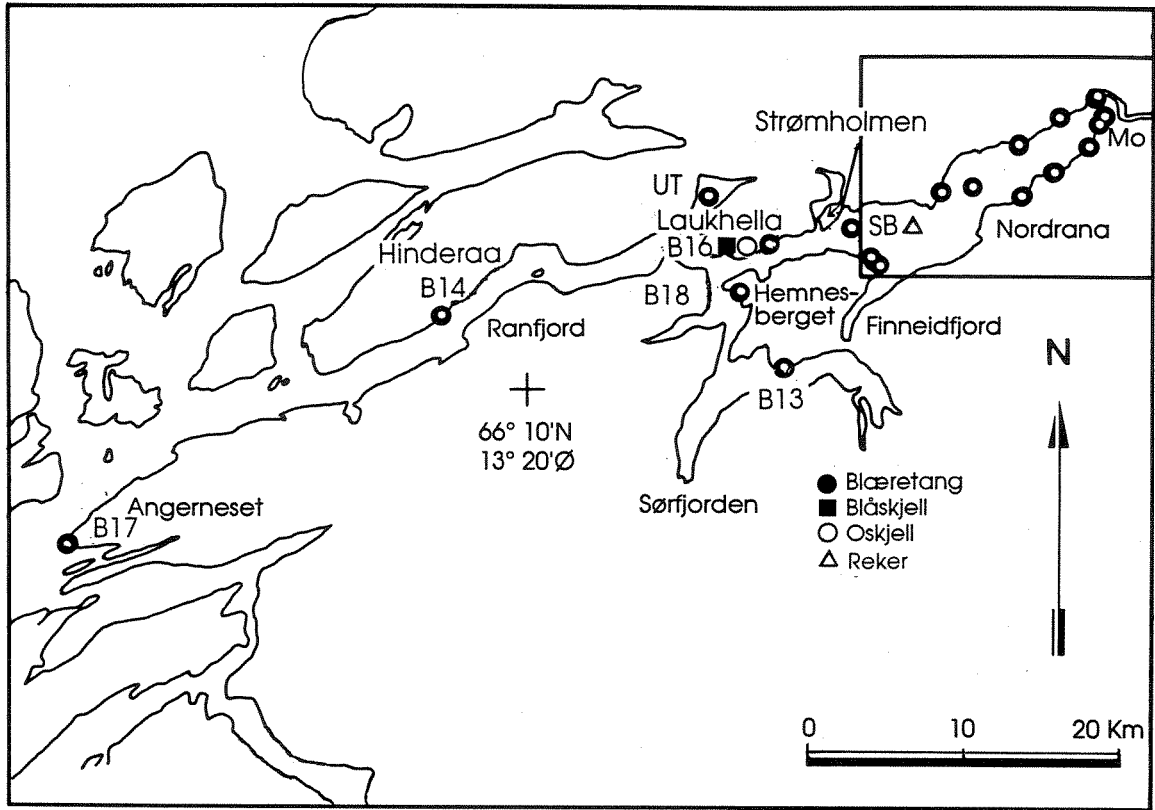 Strømholmen
Mo
UT
Laukhella
SB
B16
Nordrana
Hinderaa
B14
B18
Hemnes-
berget
Ranfjord
Finneidfjord
N
B13
66° 10'N
13° 20'Ø
Sørfjorden
Blæretang
Blåskjell
Oskjell
Reker
Angerneset
B17
0 10 20 Km